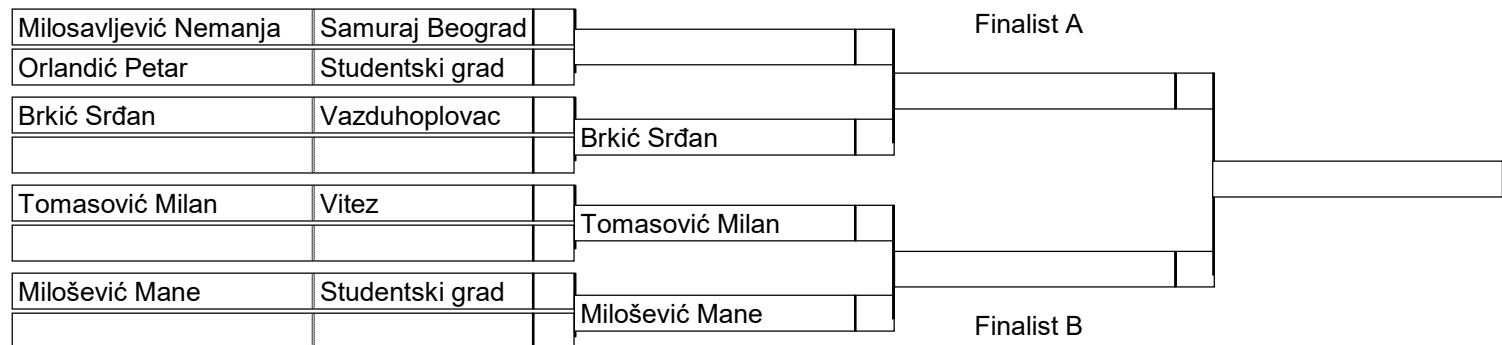 Milosavljević Nemanja Samuraj Beograd
Finalist A
Orlandić Petar Studentski grad
Brkić Srđan Vazduhoplovac
Brkić Srđan
Tomasović Milan Vitez
Tomasović Milan
Milošević Mane Studentski grad
Milošević Mane
Finalist B